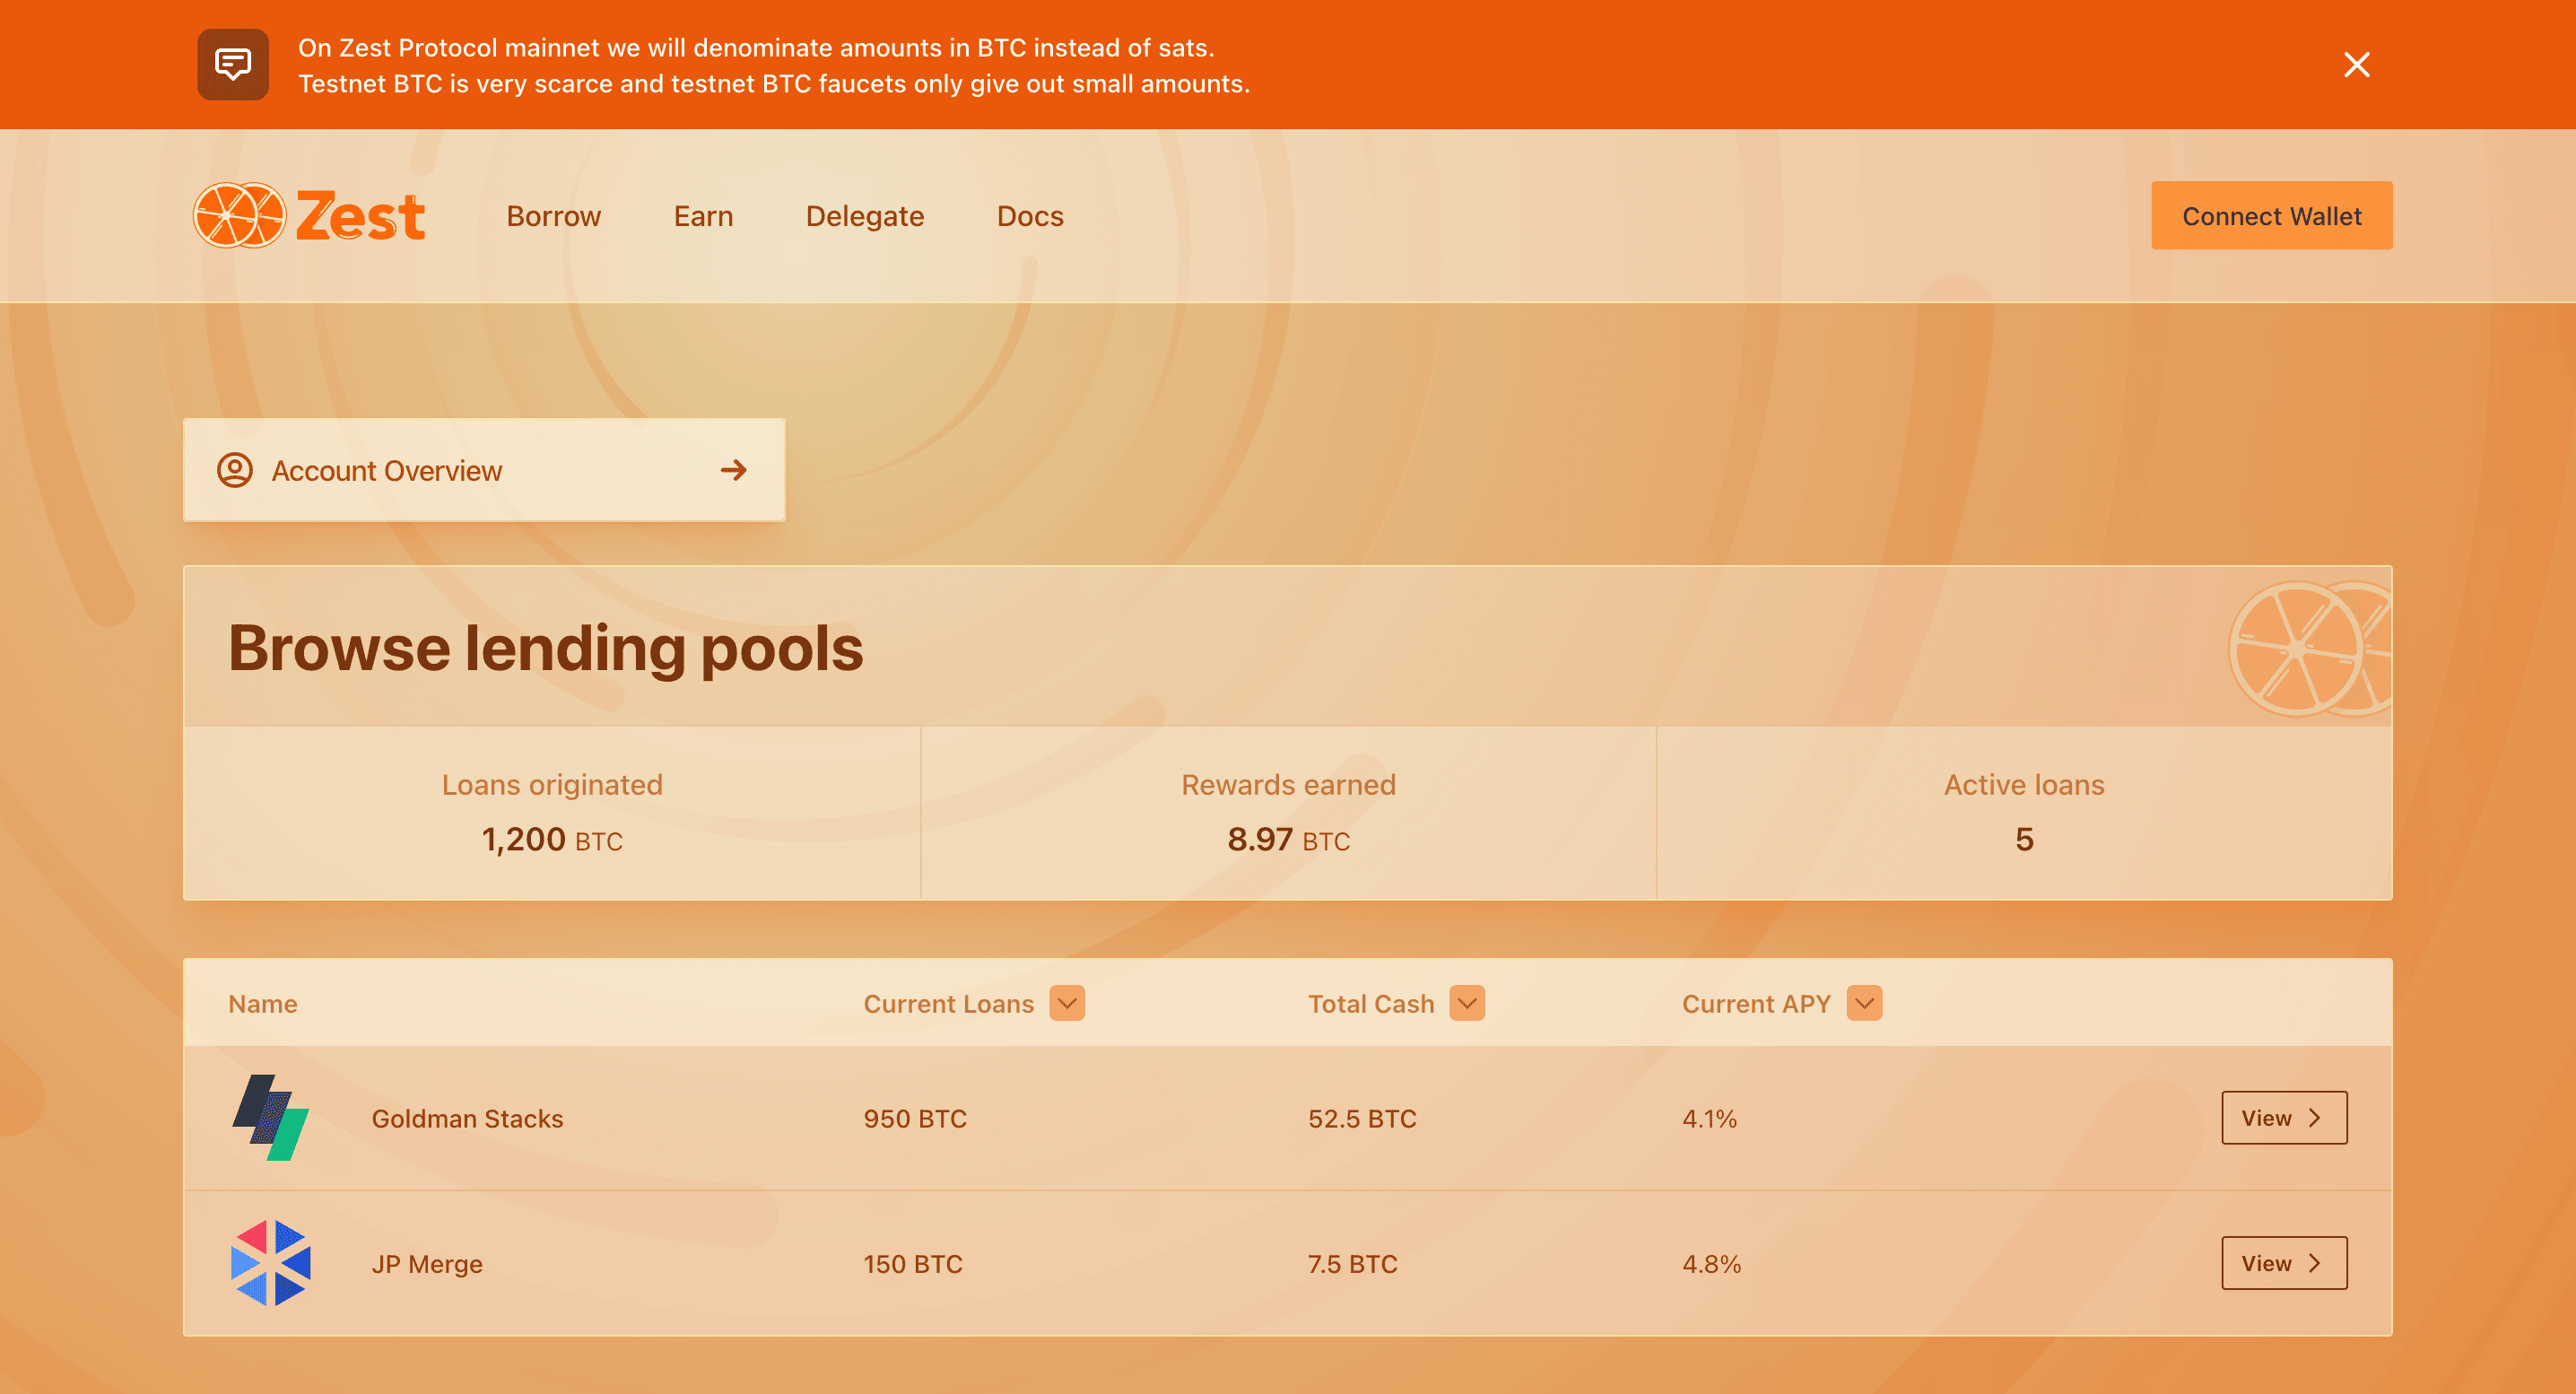 On Zest Protocol mainnet we will denominate amounts in BTC instead of sats.
Testnet BTC is very scarce and testnet BTC faucets only give out small amounts.
Zest Borrow Earn Delegate Docs Connect Wallet
Account Overview
Browse lending pools
Loans originated Rewards earned Active loans
1,200 BTC 8.97 BTC 5
Name Current Loans Total Cash Current APY
Goldman Stacks 950 BTC 52.5 BTC 4.1% View
JP Merge 150 BTC 7.5 BTC 4.8% View